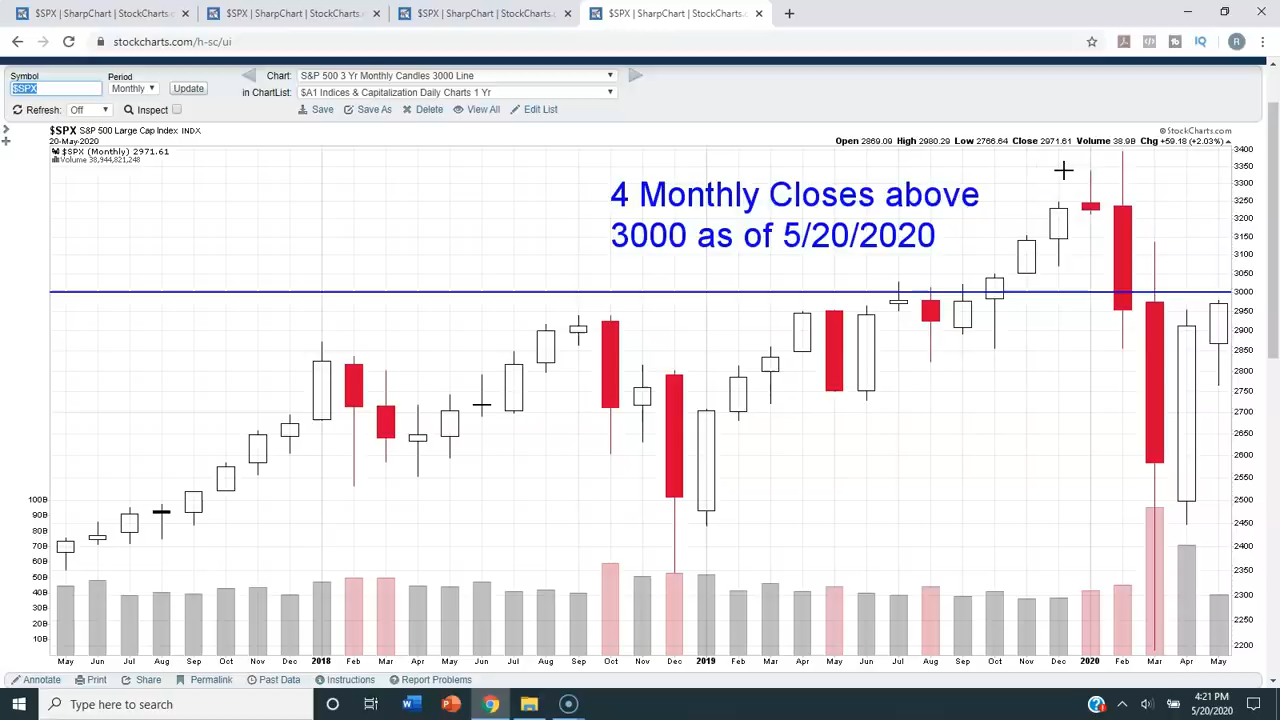 $SPX | SharpChart | StockCharts.c
$SPX | SharpChart | StockCharts.c
$SPX | SharpChart | StockCharts.c
$SPX | SharpChart | StockCharts.c
stockcharts.com/h-sc/ui
IQ
R
Symbol
Period
Chart:
S&P 500 3 Yr Monthly Candles 3000 Line
$SPX
Monthly
Update
in ChartList:
$A1 Indices & Capitalization Daily Charts 1 Yr
Refresh:
Off
Inspect
Save
Save As
Delete
View All
Edit List
$SPX S&P 500 Large Cap Index INDX
© StockCharts.com
20-May-2020
Open 2869.09 High 2980.29 Low 2766.64 Close 2971.61 Volume 38.9B Chg +59.18 (+2.03%)
$SPX (Monthly) 2971.61
Volume 38,944,821,248
4 Monthly Closes above
3000 as of 5/20/2020
3400
3350
3300
3250
3200
3150
3100
3050
3000
2950
2900
2850
2800
2750
2700
2650
2600
2550
2500
2450
2400
2350
2300
2250
2200
100B
90B
80B
70B
60B
50B
40B
30B
20B
10B
May Jun Jul Aug Sep Oct Nov Dec 2018 Feb Mar Apr May Jun Jul Aug Sep Oct Nov Dec 2019 Feb Mar Apr May Jun Jul Aug Sep Oct Nov Dec 2020 Feb Mar Apr May
Annotate
Print
Share
Permalink
Past Data
Instructions
Report Problems
Type here to search
4:21 PM
5/20/2020